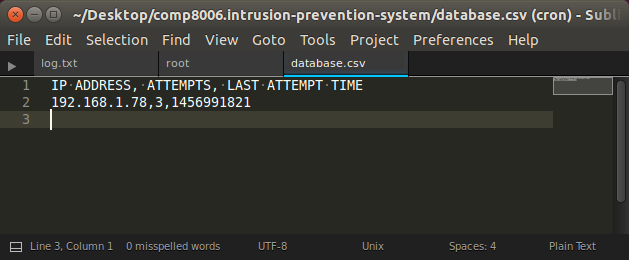 ~/Desktop/comp8006.intrusion-prevention-system/database.csv (cron) - Subl
File Edit Selection Find View Goto Tools Project Preferences Help
log.txt root database.csv
1 IP ADDRESS, ATTEMPTS, LAST ATTEMPT TIME
2 192.168.1.78,3,1456991821
3
Line 3, Column 1 0 misspelled words UTF-8 Unix Spaces: 4 Plain Text